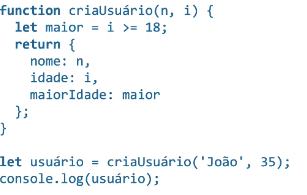 function criaUsuário(n, i) {
  let maior = i >= 18;
  return {
    nome: n,
    idade: i,
    maiorIdade: maior
  };
}

let usuário = criaUsuário('João', 35);
console.log(usuário);